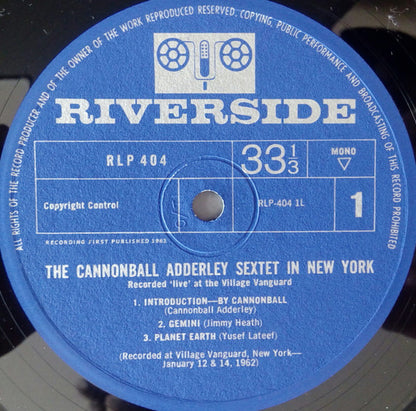 ALL RIGHTS OF THE RECORD PRODUCER AND OF THE OWNER OF THE WORK REPRODUCED RESERVED. COPYING, PUBLIC PERFORMANCE AND BROADCASTING OF THIS RECORD PROHIBITED
RIVERSIDE
RLP 404
33⅓
MONO
Copyright Control
RLP-404 1L
1
RECORDING FIRST PUBLISHED 1962
THE CANNONBALL ADDERLEY SEXTET IN NEW YORK
Recorded 'live' at the Village Vanguard
1. INTRODUCTION—BY CANNONBALL
(Cannonball Adderley)
2. GEMINI (Jimmy Heath)
3. PLANET EARTH (Yusef Lateef)
(Recorded at Village Vanguard, New York—
January 12 & 14, 1962)